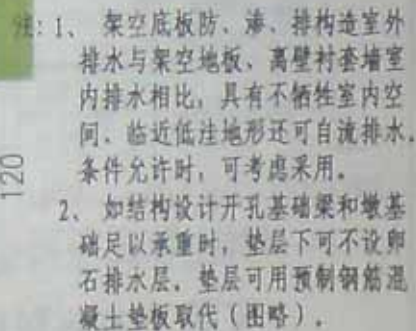 注:1、 架空底板防、渗、排构造室外
排水与架空地板、离壁衬套墙室
内排水相比,具有不牺牲室内空
间、临近低洼地形还可自流排水.
条件允许时,可考虑采用。
2、 如结构设计开孔基础梁和墩基
础足以承重时,垫层下可不设卵
石排水层。垫层可用预制钢筋混
凝土垫板取代(图略)。
120